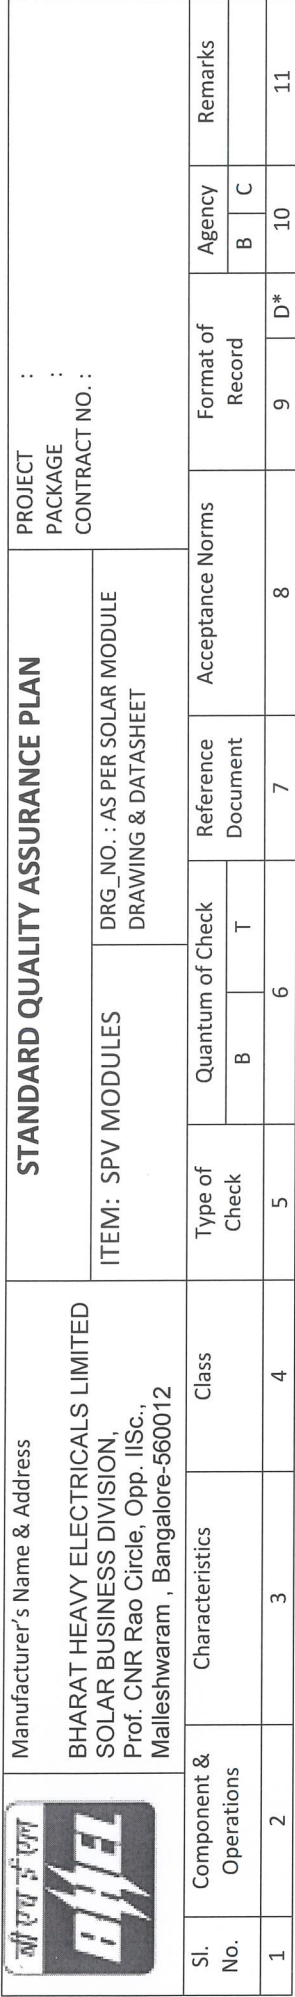 बी एच ई एल
BHEL
Manufacturer's Name & Address
BHARAT HEAVY ELECTRICALS LIMITED
SOLAR BUSINESS DIVISION,
Prof. CNR Rao Circle, Opp. IISc.,
Malleshwaram , Bangalore-560012
STANDARD QUALITY ASSURANCE PLAN
ITEM: SPV MODULES
DRG_NO. : AS PER SOLAR MODULE
DRAWING & DATASHEET
PROJECT :
PACKAGE :
CONTRACT NO. :
Sl.
No.
Component &
Operations
Characteristics
Class
Type of
Check
Quantum of Check
B T
Reference
Document
Acceptance Norms
Format of
Record
Agency
B C
Remarks
1 2 3 4 5 6 7 8 9 D* 10 11